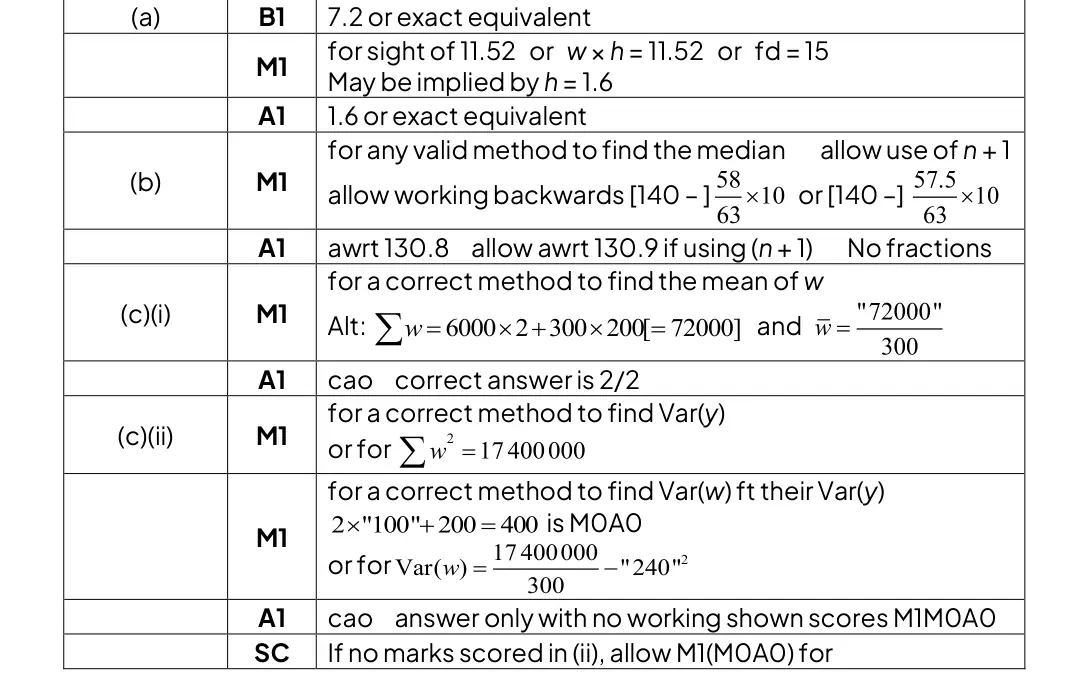 (a) B1 7.2 or exact equivalent
M1 for sight of 11.52 or w × h = 11.52 or fd = 15
May be implied by h = 1.6
A1 1.6 or exact equivalent
(b) M1 for any valid method to find the median allow use of n + 1
allow working backwards [140 – ] 58/63 ×10 or [140 –] 57.5/63 ×10
A1 awrt 130.8 allow awrt 130.9 if using (n + 1) No fractions
(c)(i) M1 for a correct method to find the mean of w
Alt: ∑w = 6000×2+300×200[= 72000] and w̅ = "72000"/300
A1 cao correct answer is 2/2
(c)(ii) M1 for a correct method to find Var(y)
or for ∑w² = 17 400 000
M1 for a correct method to find Var(w) ft their Var(y)
2×"100"+200 = 400 is M0A0
or for Var(w) = 17 400 000/300 – "240"²
A1 cao answer only with no working shown scores M1M0A0
SC If no marks scored in (ii), allow M1(M0A0) for